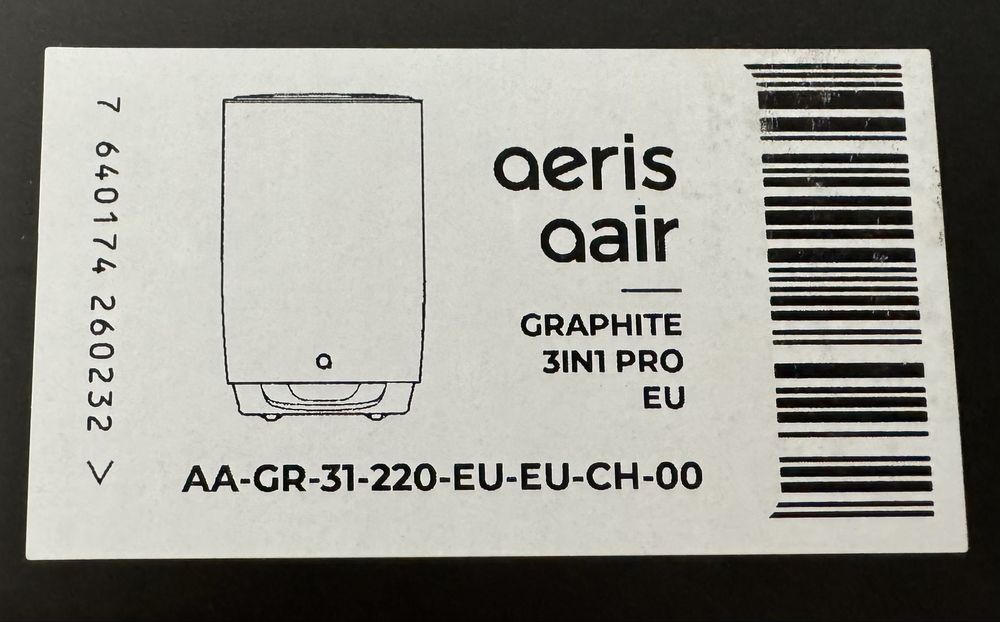 7 640174 260232 >
a
aeris
aair
GRAPHITE
3IN1 PRO
EU
AA-GR-31-220-EU-EU-CH-00